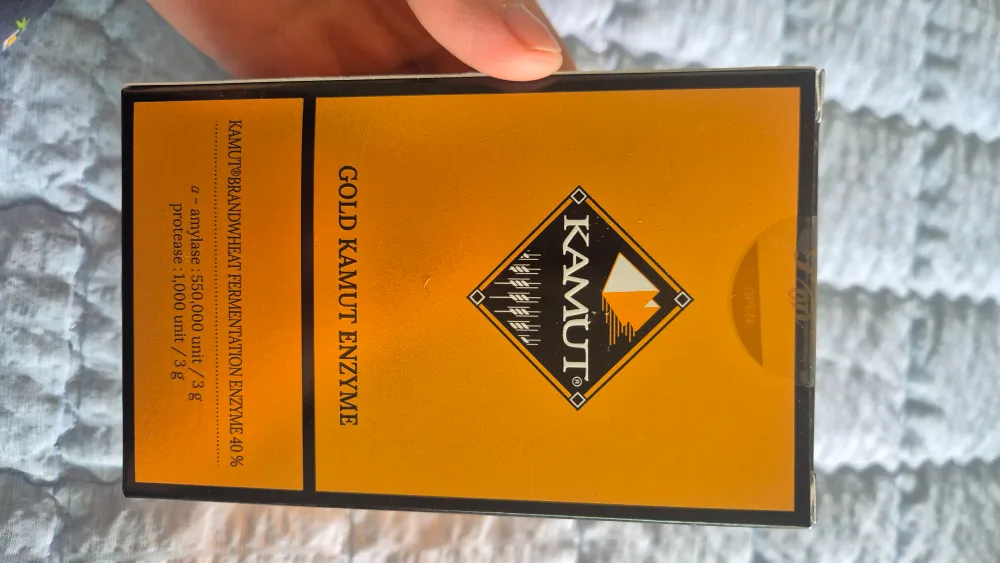 OPEN
KAMUT®
GOLD KAMUT ENZYME
KAMUT®BRANDWHEAT FERMENTATION ENZYME 40 %
α - amylase : 550,000 unit / 3 g
protease : 1,000 unit / 3 g